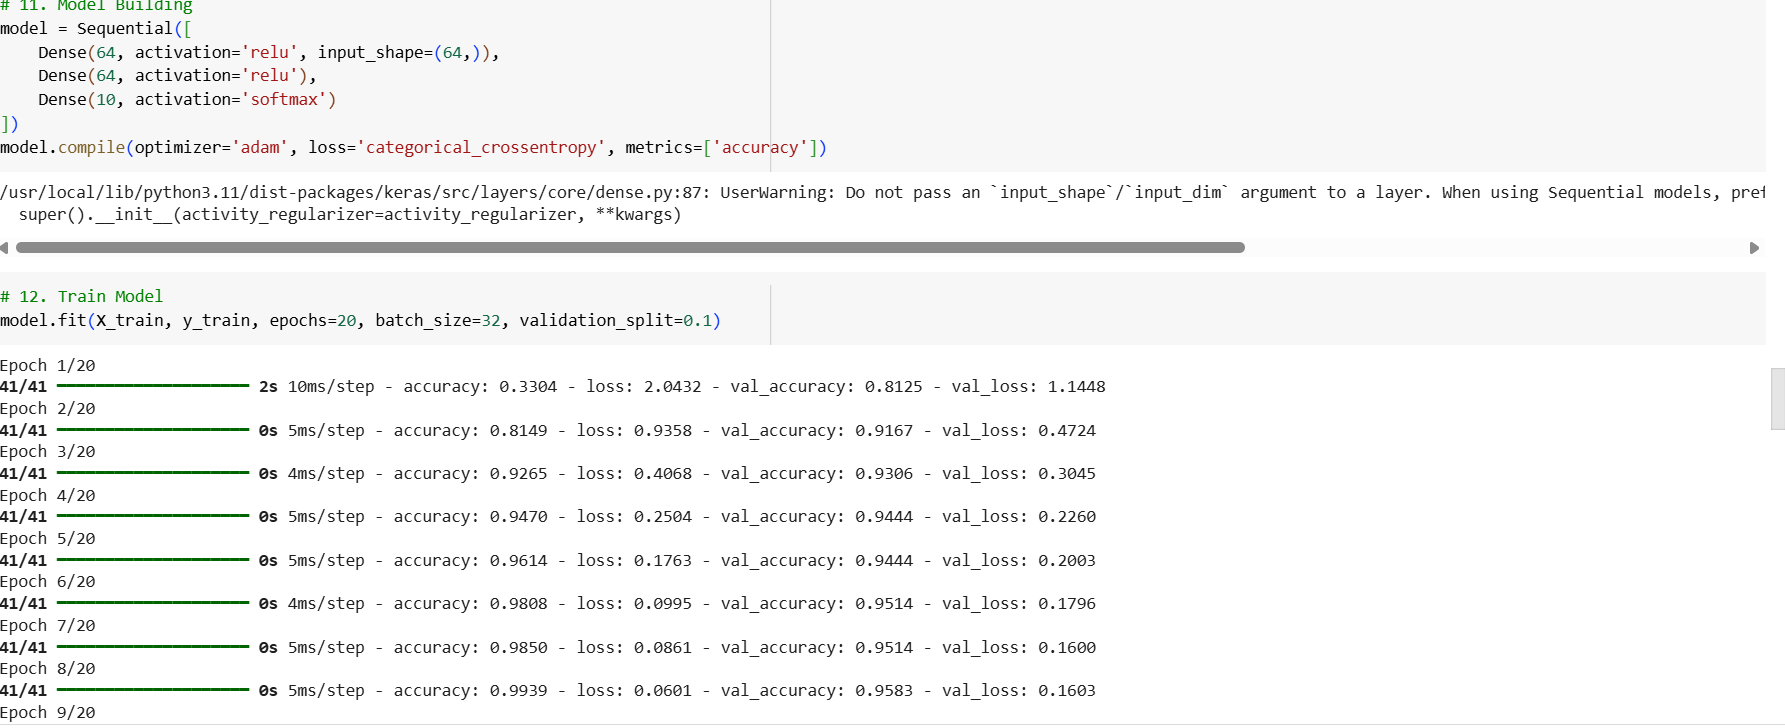 # 11. Model Building
model = Sequential([
    Dense(64, activation='relu', input_shape=(64,)),
    Dense(64, activation='relu'),
    Dense(10, activation='softmax')
])
model.compile(optimizer='adam', loss='categorical_crossentropy', metrics=['accuracy'])
/usr/local/lib/python3.11/dist-packages/keras/src/layers/core/dense.py:87: UserWarning: Do not pass an `input_shape`/`input_dim` argument to a layer. When using Sequential models, pref
  super().__init__(activity_regularizer=activity_regularizer, **kwargs)
# 12. Train Model
model.fit(X_train, y_train, epochs=20, batch_size=32, validation_split=0.1)
Epoch 1/20
41/41 2s 10ms/step - accuracy: 0.3304 - loss: 2.0432 - val_accuracy: 0.8125 - val_loss: 1.1448
Epoch 2/20
41/41 0s 5ms/step - accuracy: 0.8149 - loss: 0.9358 - val_accuracy: 0.9167 - val_loss: 0.4724
Epoch 3/20
41/41 0s 4ms/step - accuracy: 0.9265 - loss: 0.4068 - val_accuracy: 0.9306 - val_loss: 0.3045
Epoch 4/20
41/41 0s 5ms/step - accuracy: 0.9470 - loss: 0.2504 - val_accuracy: 0.9444 - val_loss: 0.2260
Epoch 5/20
41/41 0s 5ms/step - accuracy: 0.9614 - loss: 0.1763 - val_accuracy: 0.9444 - val_loss: 0.2003
Epoch 6/20
41/41 0s 4ms/step - accuracy: 0.9808 - loss: 0.0995 - val_accuracy: 0.9514 - val_loss: 0.1796
Epoch 7/20
41/41 0s 5ms/step - accuracy: 0.9850 - loss: 0.0861 - val_accuracy: 0.9514 - val_loss: 0.1600
Epoch 8/20
41/41 0s 5ms/step - accuracy: 0.9939 - loss: 0.0601 - val_accuracy: 0.9583 - val_loss: 0.1603
Epoch 9/20